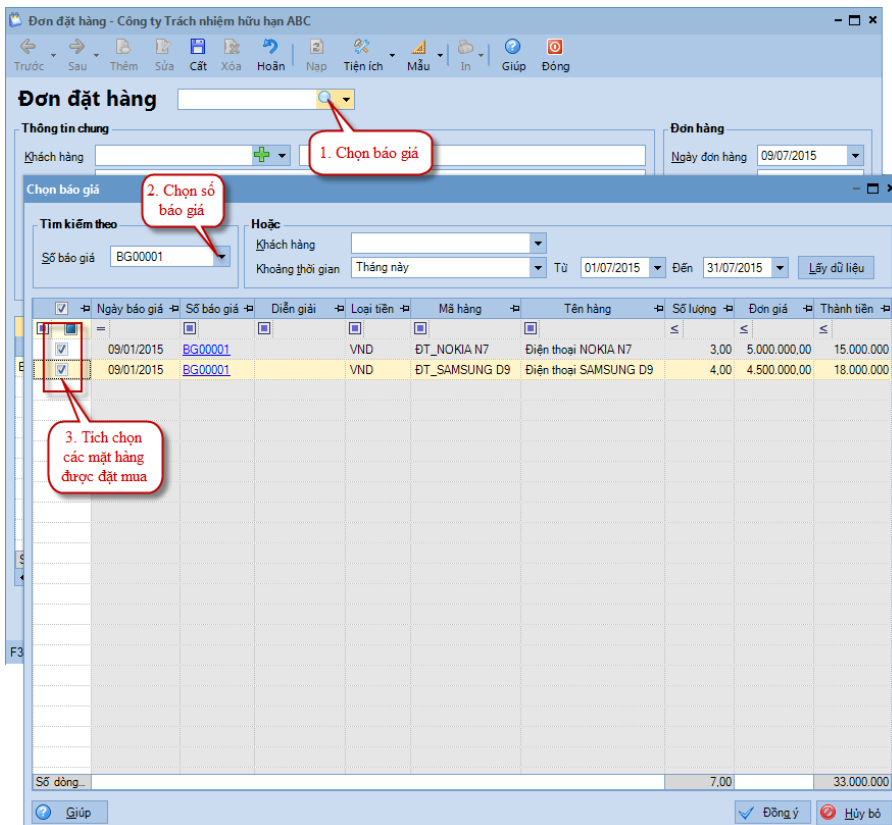 Đơn đặt hàng - Công ty Trách nhiệm hữu hạn ABC
Trước Sau Thêm Sửa Cất Xóa Hoãn Nạp Tiện ích Mẫu In Giúp Đóng
Đơn đặt hàng
1. Chọn báo giá
Thông tin chung
Đơn hàng
Khách hàng
Ngày đơn hàng 09/07/2015
Chọn báo giá
2. Chọn số
báo giá
Tìm kiếm theo
Hoặc
Số báo giá BG00001
Khách hàng
Khoảng thời gian Tháng này Từ 01/07/2015 Đến 31/07/2015 Lấy dữ liệu
Ngày báo giá Số báo giá Diễn giải Loại tiền Mã hàng Tên hàng Số lượng Đơn giá Thành tiền
= ≤ ≤ ≤
09/01/2015 BG00001 VND ĐT_NOKIA N7 Điện thoại NOKIA N7 3,00 5.000.000,00 15.000.000
09/01/2015 BG00001 VND ĐT_SAMSUNG D9 Điện thoại SAMSUNG D9 4,00 4.500.000,00 18.000.000
3. Tích chọn
các mặt hàng
được đặt mua
F3
Số dòng... 7,00 33.000.000
Giúp Đồng ý Hủy bỏ